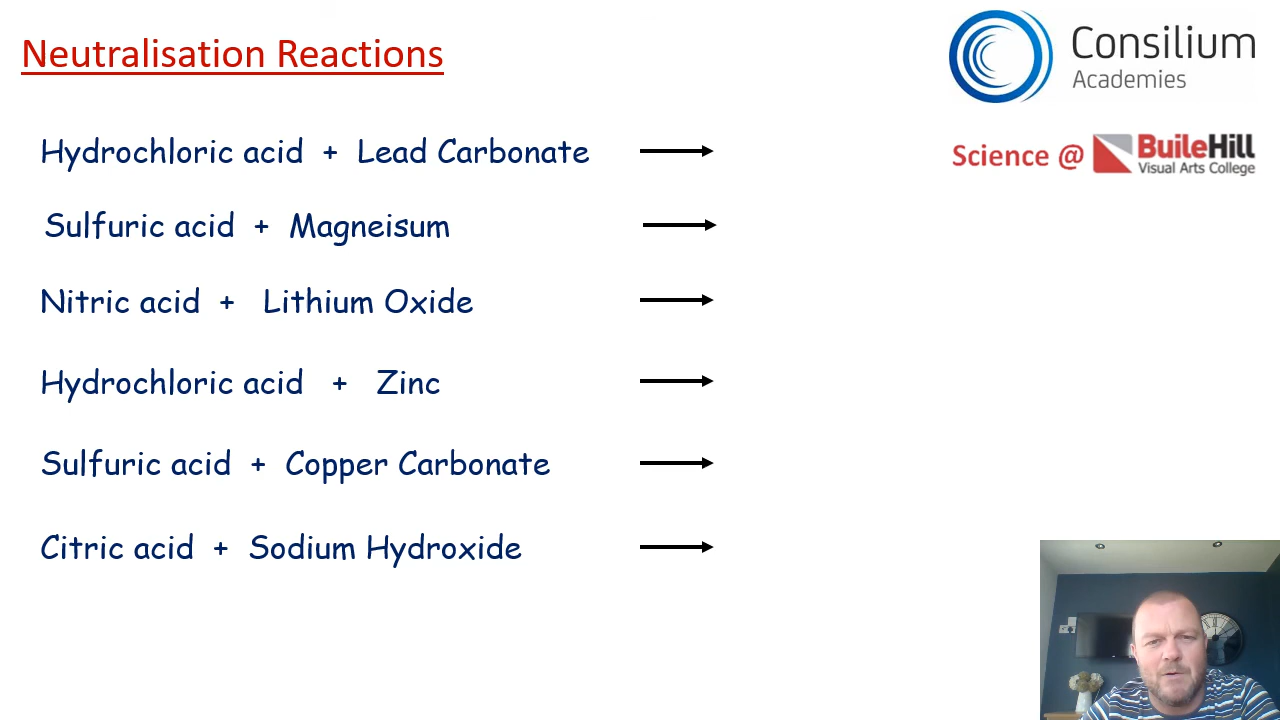 Neutralisation Reactions
Consilium
Academies
Science @ BuileHill
Visual Arts College
Hydrochloric acid + Lead Carbonate
Sulfuric acid + Magneisum
Nitric acid + Lithium Oxide
Hydrochloric acid + Zinc
Sulfuric acid + Copper Carbonate
Citric acid + Sodium Hydroxide